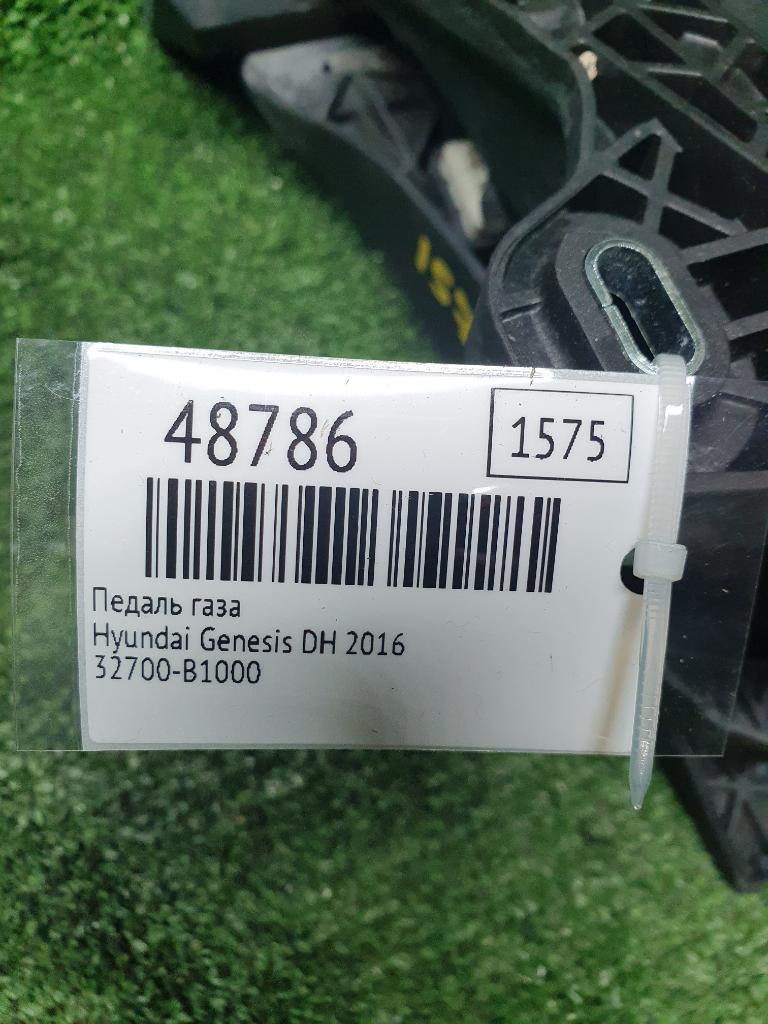 48786
1575
Педаль газа
Hyundai Genesis DH 2016
32700-B1000